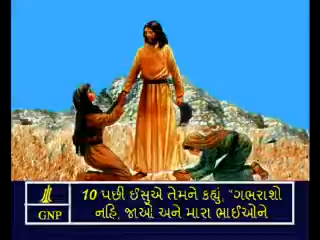 10 પછી ઈસુએ તેમને કહ્યું, "ગભરાશો
નહિ, જાઓ અને મારા ભાઈઓને
GNP